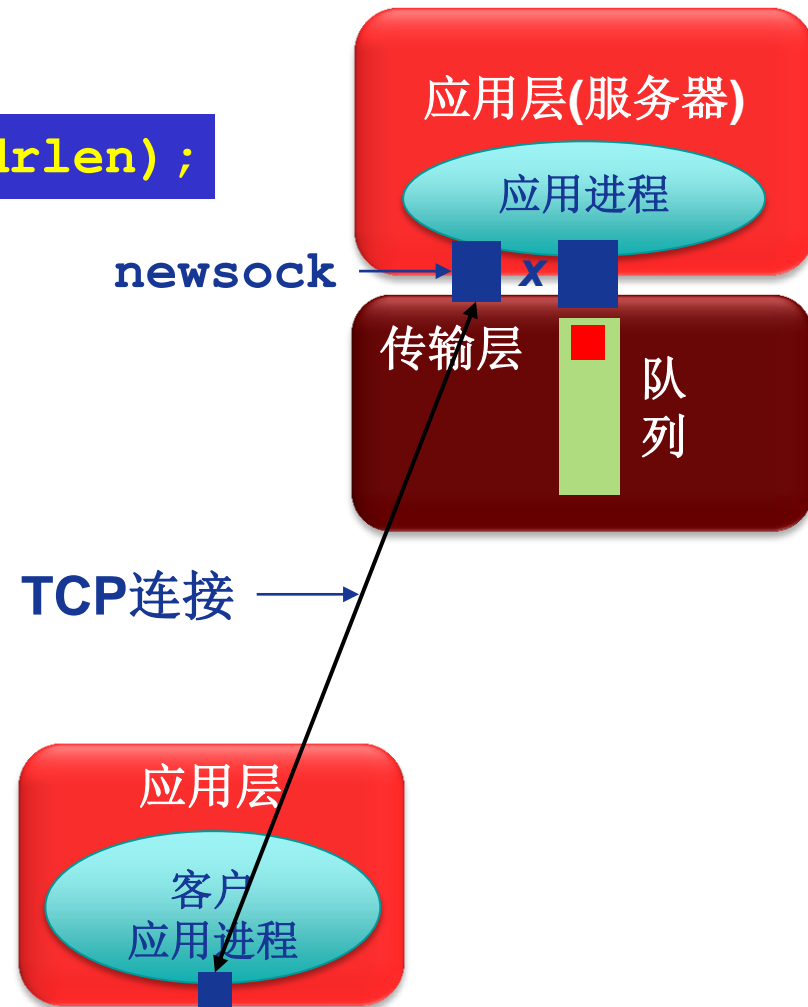 应用层(服务器)
drlen);
应用进程
newsock
x
传输层
队
列
TCP连接
应用层
客户
应用进程